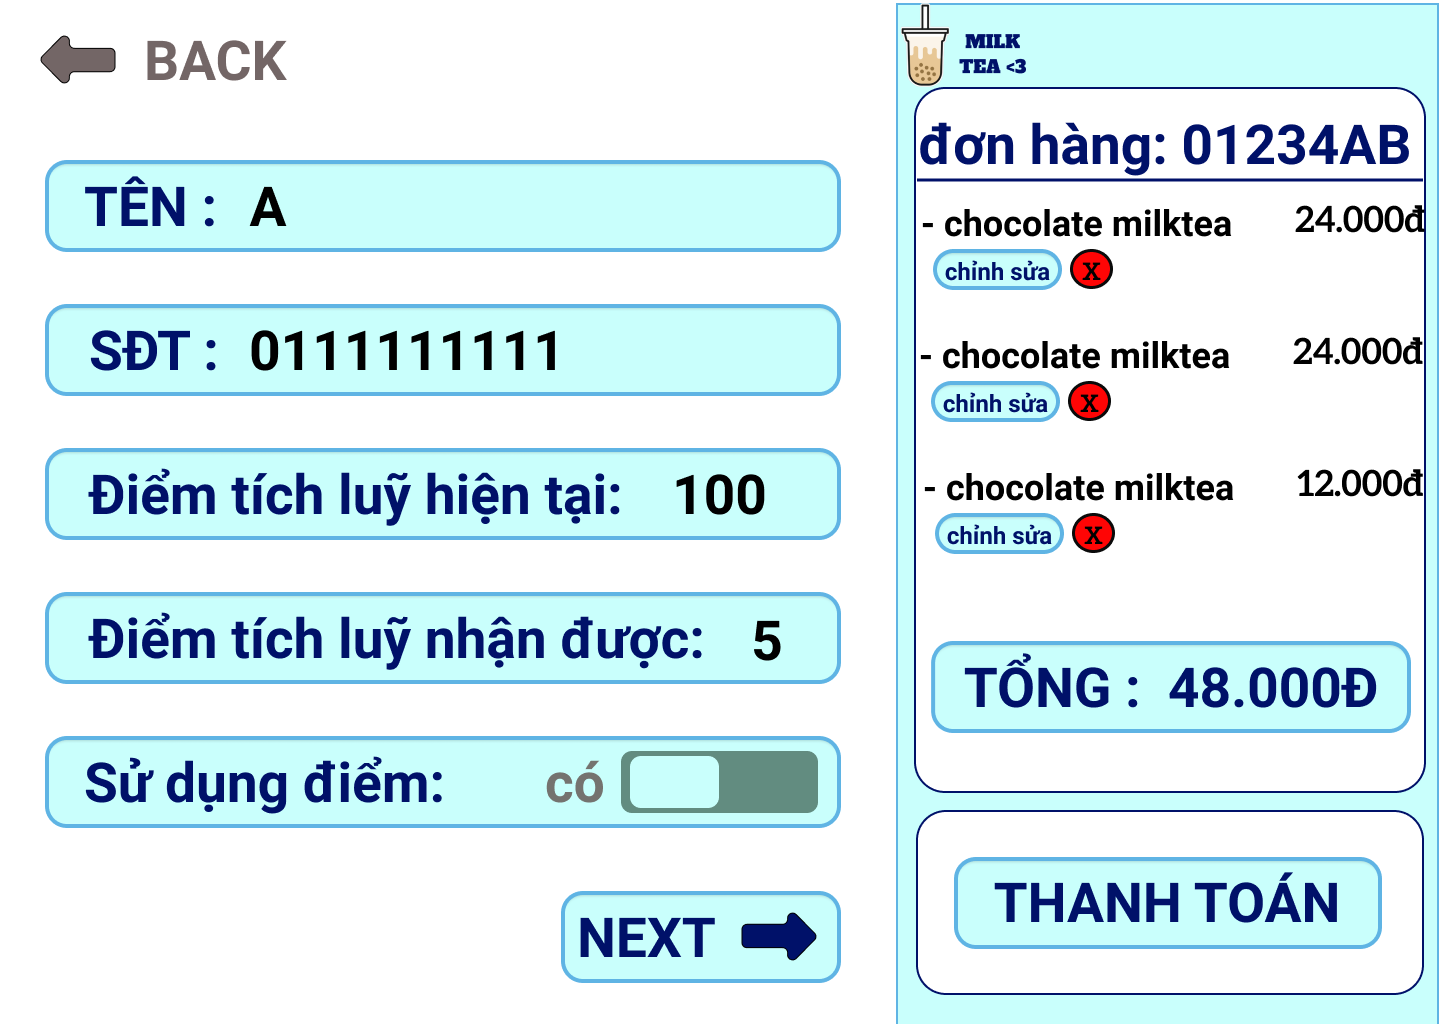 BACK
TÊN : A
SĐT : 0111111111
Điểm tích luỹ hiện tại: 100
Điểm tích luỹ nhận được: 5
Sử dụng điểm: có
NEXT
MILK
TEA <3
đơn hàng: 01234AB
- chocolate milktea 24.000đ
chỉnh sửa X
- chocolate milktea 24.000đ
chỉnh sửa X
- chocolate milktea 12.000đ
chỉnh sửa X
TỔNG : 48.000Đ
THANH TOÁN